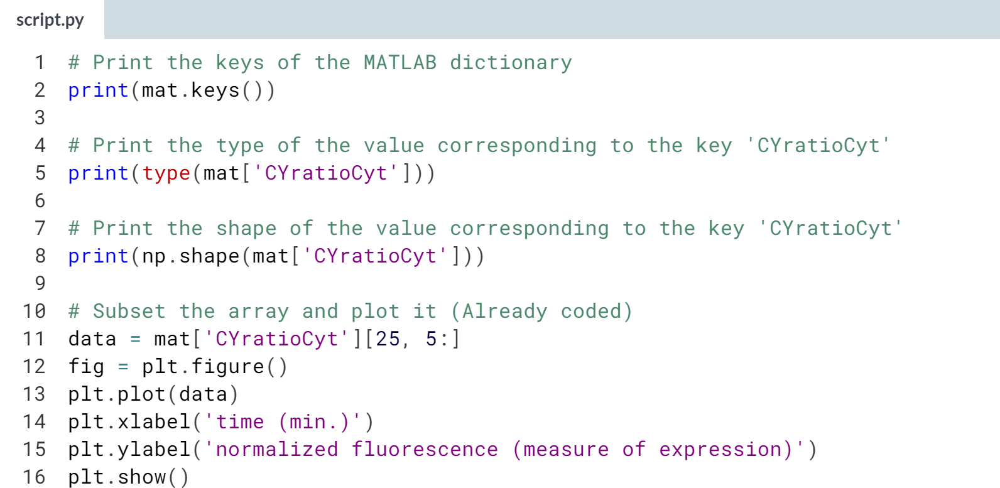 script.py
1 # Print the keys of the MATLAB dictionary
2 print(mat.keys())
3
4 # Print the type of the value corresponding to the key 'CYratioCyt'
5 print(type(mat['CYratioCyt']))
6
7 # Print the shape of the value corresponding to the key 'CYratioCyt'
8 print(np.shape(mat['CYratioCyt']))
9
10 # Subset the array and plot it (Already coded)
11 data = mat['CYratioCyt'][25, 5:]
12 fig = plt.figure()
13 plt.plot(data)
14 plt.xlabel('time (min.)')
15 plt.ylabel('normalized fluorescence (measure of expression)')
16 plt.show()